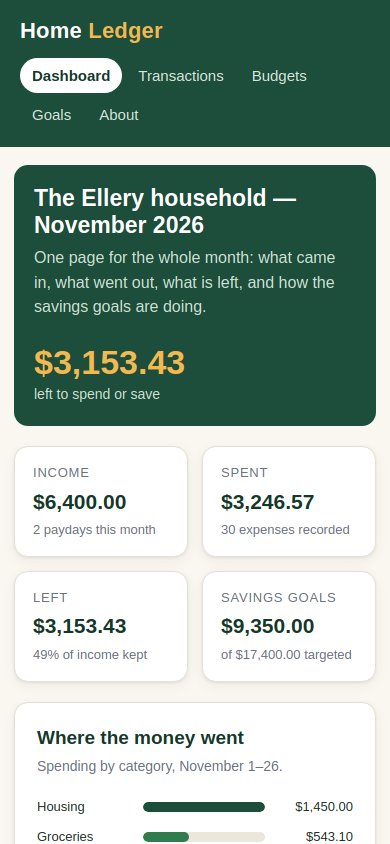 Home Ledger
Dashboard Transactions Budgets
Goals About
The Ellery household —
November 2026
One page for the whole month: what came
in, what went out, what is left, and how the
savings goals are doing.
$3,153.43
left to spend or save
INCOME
$6,400.00
2 paydays this month
SPENT
$3,246.57
30 expenses recorded
LEFT
$3,153.43
49% of income kept
SAVINGS GOALS
$9,350.00
of $17,400.00 targeted
Where the money went
Spending by category, November 1–26.
Housing $1,450.00
Groceries $543.10